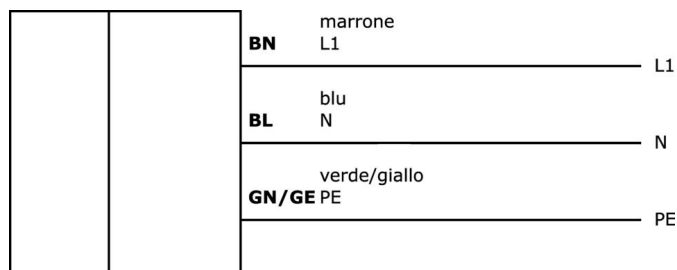 marrone
BN L1
L1
blu
BL N
N
verde/giallo
GN/GE PE
PE